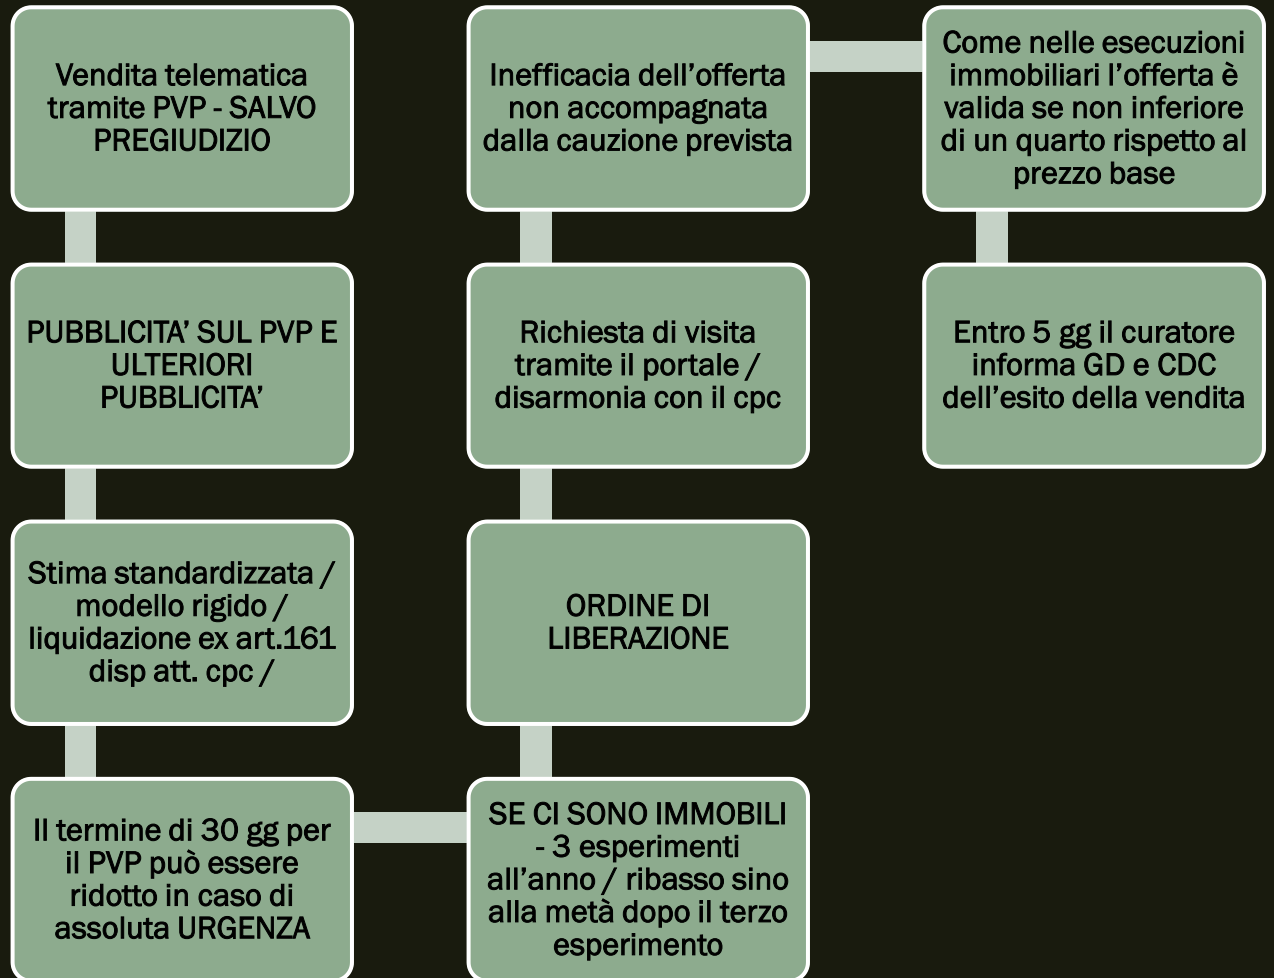 Vendita telematica
tramite PVP - SALVO
PREGIUDIZIO
PUBBLICITA' SUL PVP E
ULTERIORI
PUBBLICITA'
Stima standardizzata /
modello rigido /
liquidazione ex art.161
disp att. cpc /
Il termine di 30 gg per
il PVP può essere
ridotto in caso di
assoluta URGENZA
SE CI SONO IMMOBILI
- 3 esperimenti
all'anno / ribasso sino
alla metà dopo il terzo
esperimento
ORDINE DI
LIBERAZIONE
Richiesta di visita
tramite il portale /
disarmonia con il cpc
Inefficacia dell'offerta
non accompagnata
dalla cauzione prevista
Come nelle esecuzioni
immobiliari l'offerta è
valida se non inferiore
di un quarto rispetto al
prezzo base
Entro 5 gg il curatore
informa GD e CDC
dell'esito della vendita